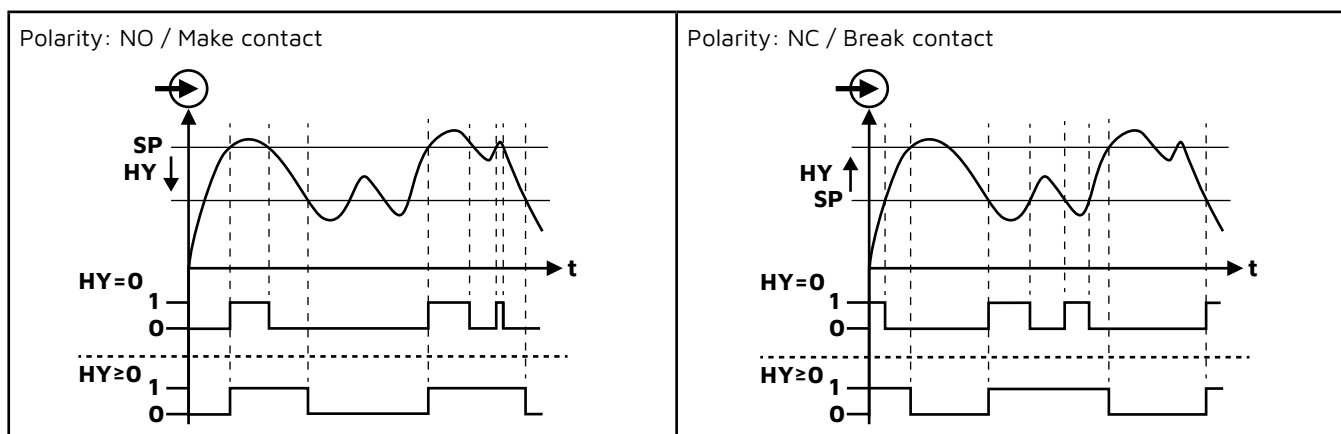 Polarity: NO / Make contact
SP
HY
t
HY=0
1
0
HY≥0
1
0
Polarity: NC / Break contact
HY
SP
t
HY=0
1
0
HY≥0
1
0